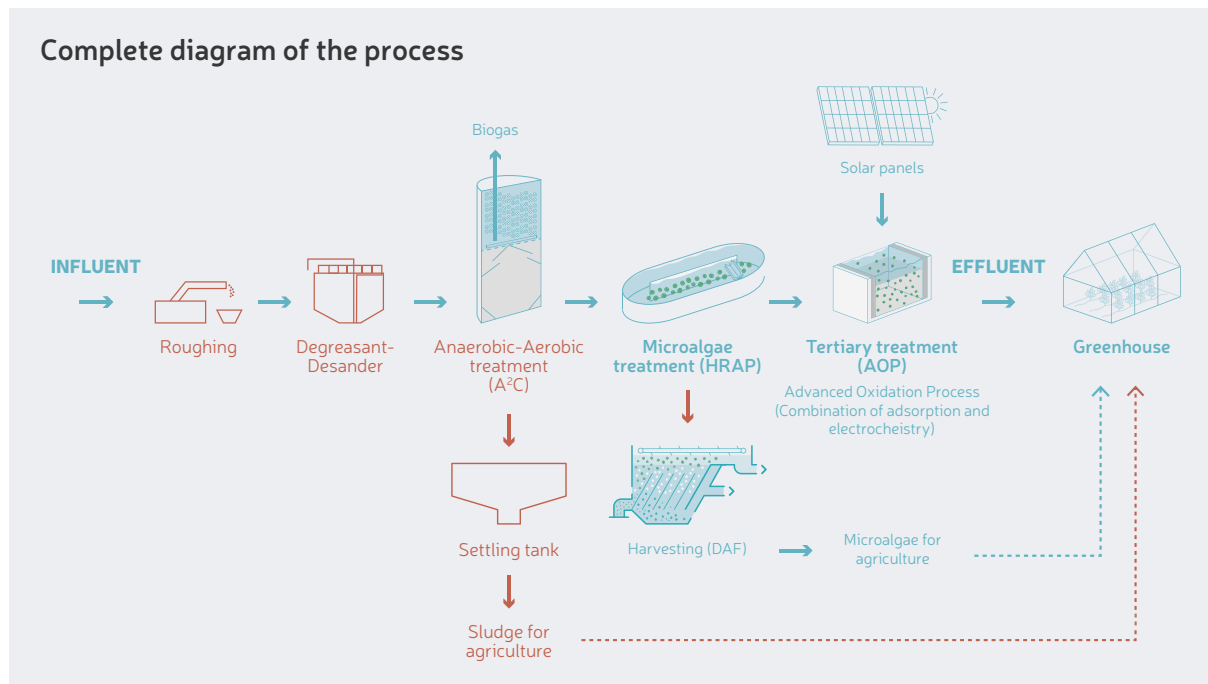 Complete diagram of the process
Biogas
Solar panels
INFLUENT
EFFLUENT
Roughing
Degreasant-
Desander
Anaerobic-Aerobic
treatment
(A²C)
Microalgae
treatment (HRAP)
Tertiary treatment
(AOP)
Advanced Oxidation Process
(Combination of adsorption and
electrocheistry)
Greenhouse
Settling tank
Harvesting (DAF)
Microalgae for
agriculture
Sludge for
agriculture